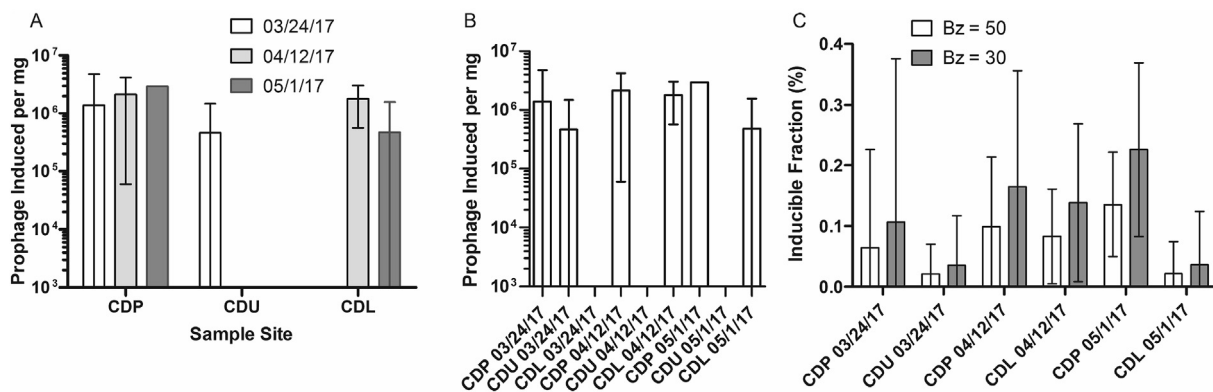 A
03/24/17
04/12/17
05/1/17
Prophage Induced per mg
10⁷
10⁶
10⁵
10⁴
10³
CDP
CDU
CDL
Sample Site
B
Prophage Induced per mg
10⁷
10⁶
10⁵
10⁴
10³
CDP 03/24/17
CDU 03/24/17
CDL 03/24/17
CDP 04/12/17
CDU 04/12/17
CDL 04/12/17
CDP 05/1/17
CDU 05/1/17
CDL 05/1/17
C
Bz = 50
Bz = 30
Inducible Fraction (%)
0.4
0.3
0.2
0.1
0.0
CDP 03/24/17
CDU 03/24/17
CDP 04/12/17
CDL 04/12/17
CDP 05/1/17
CDL 05/1/17